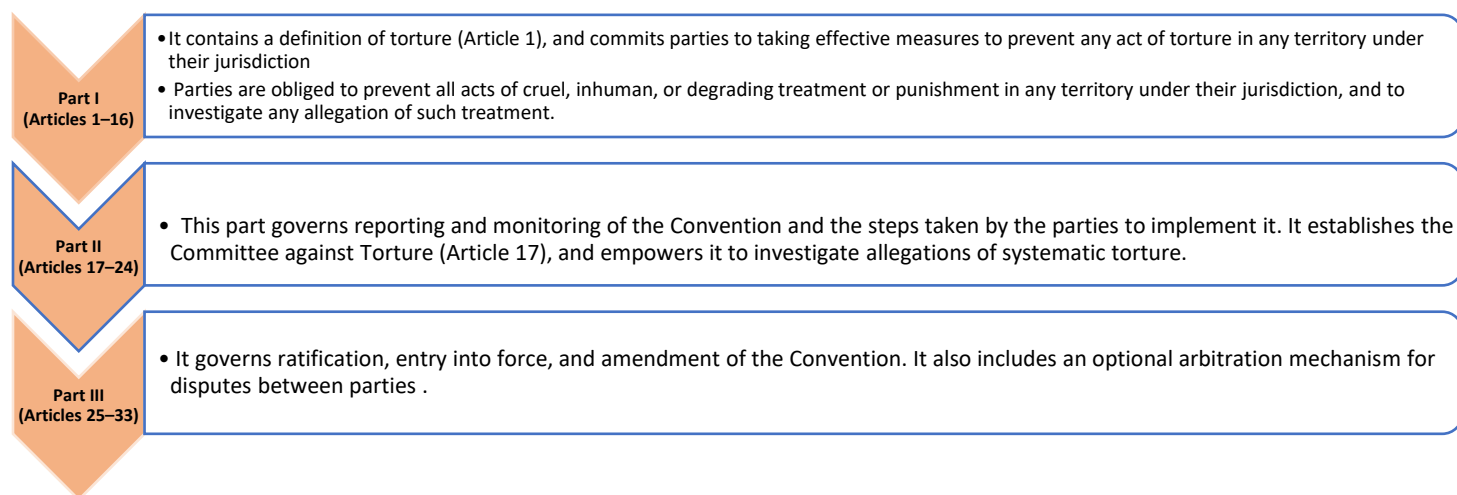 Part I
(Articles 1–16)
•It contains a definition of torture (Article 1), and commits parties to taking effective measures to prevent any act of torture in any territory under
their jurisdiction
• Parties are obliged to prevent all acts of cruel, inhuman, or degrading treatment or punishment in any territory under their jurisdiction, and to
investigate any allegation of such treatment.
Part II
(Articles 17–24)
• This part governs reporting and monitoring of the Convention and the steps taken by the parties to implement it. It establishes the
Committee against Torture (Article 17), and empowers it to investigate allegations of systematic torture.
Part III
(Articles 25–33)
• It governs ratification, entry into force, and amendment of the Convention. It also includes an optional arbitration mechanism for
disputes between parties .